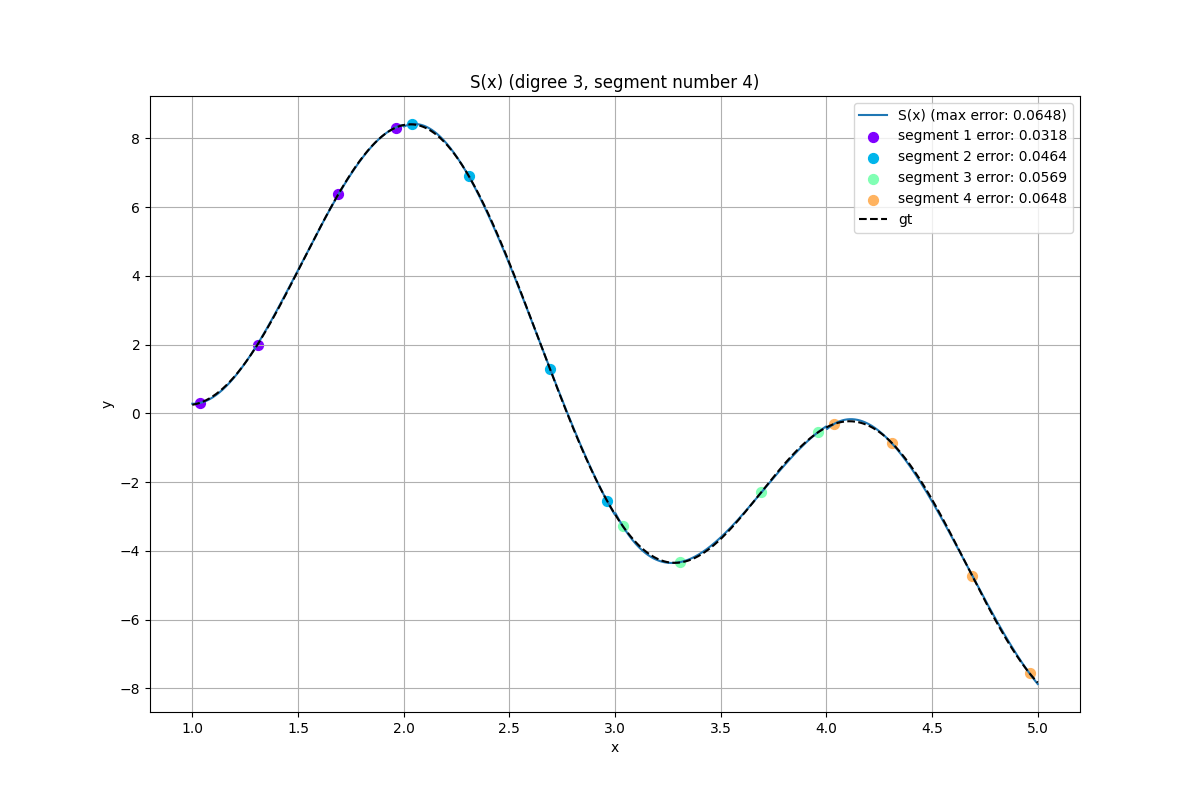 S(x) (digree 3, segment number 4)
S(x) (max error: 0.0648)
segment 1 error: 0.0318
segment 2 error: 0.0464
segment 3 error: 0.0569
segment 4 error: 0.0648
gt
8
6
4
2
0
−2
−4
−6
−8
y
1.0 1.5 2.0 2.5 3.0 3.5 4.0 4.5 5.0
x